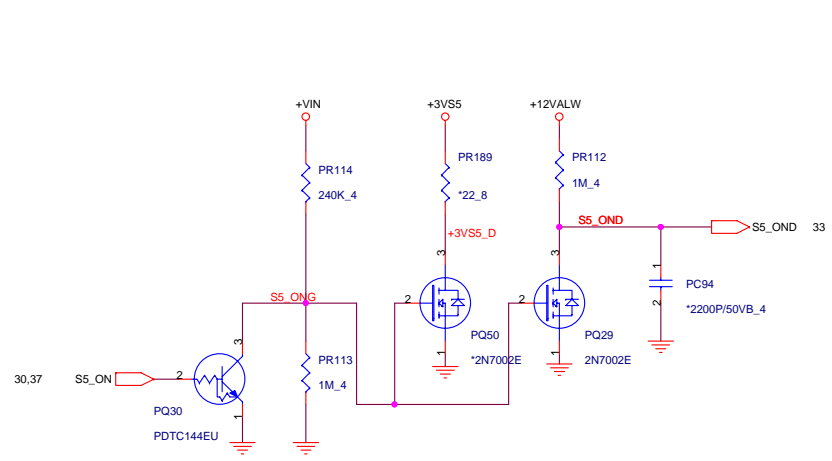 +VIN
+3VS5
+12VALW
PR114
240K_4
PR189
*22_8
PR112
1M_4
+3VS5_D
S5_OND
S5_OND 33
3
3
1
2
PC94
*2200P/50VB_4
S5_ONG
2
2
PQ50
*2N7002E
PQ29
2N7002E
1
1
3
PR113
1M_4
30,37 S5_ON
2
PQ30
PDTC144EU
1